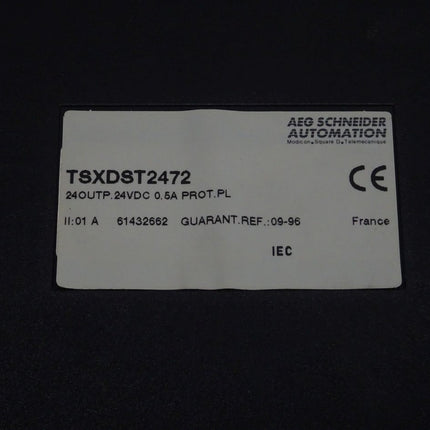 AEG SCHNEIDER
AUTOMATION
Modicon, Square D, Telemecanique
TSXDST2472
24OUTP.24VDC 0.5A PROT.PL
CE
II:01 A 61432662 GUARANT.REF.:09-96 France
IEC